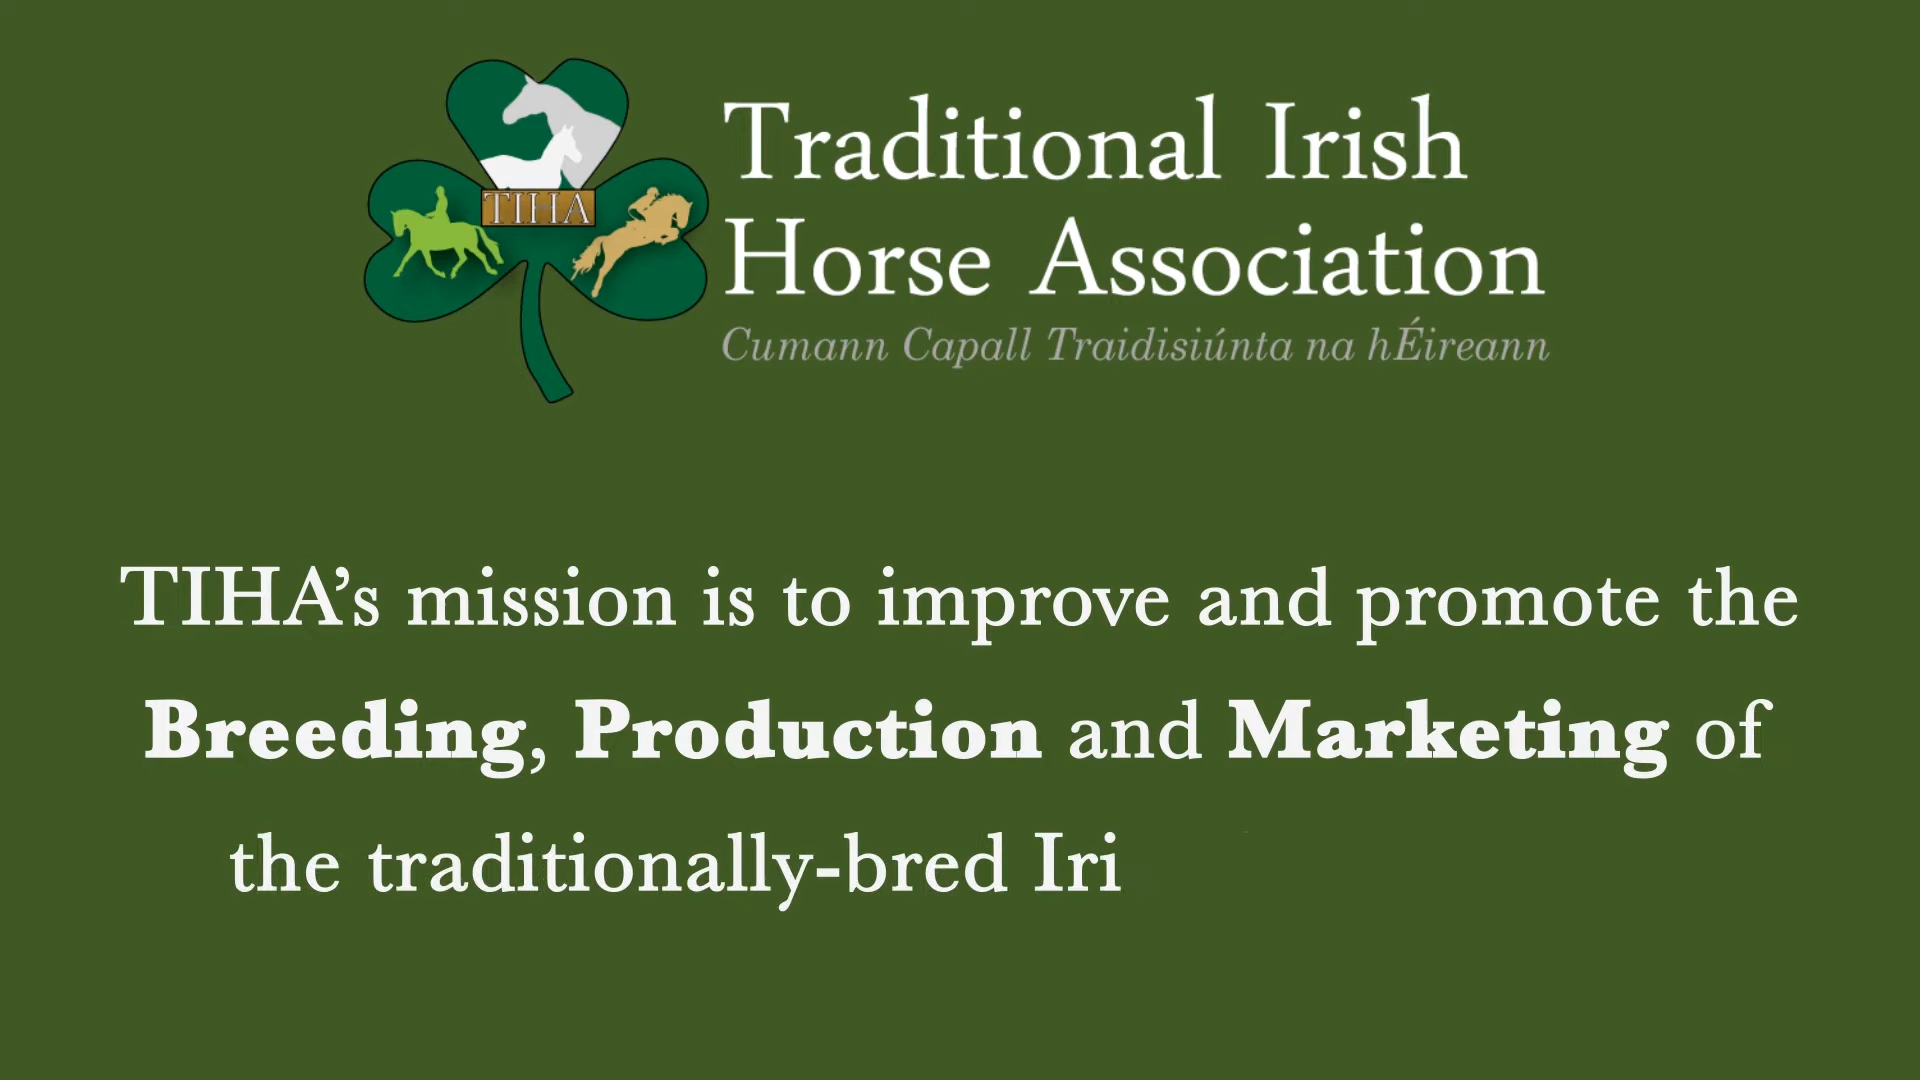 TIHA
Traditional Irish
Horse Association
Cumann Capall Traidisiúnta na hÉireann
TIHA’s mission is to improve and promote the
Breeding, Production and Marketing of
the traditionally-bred Iri